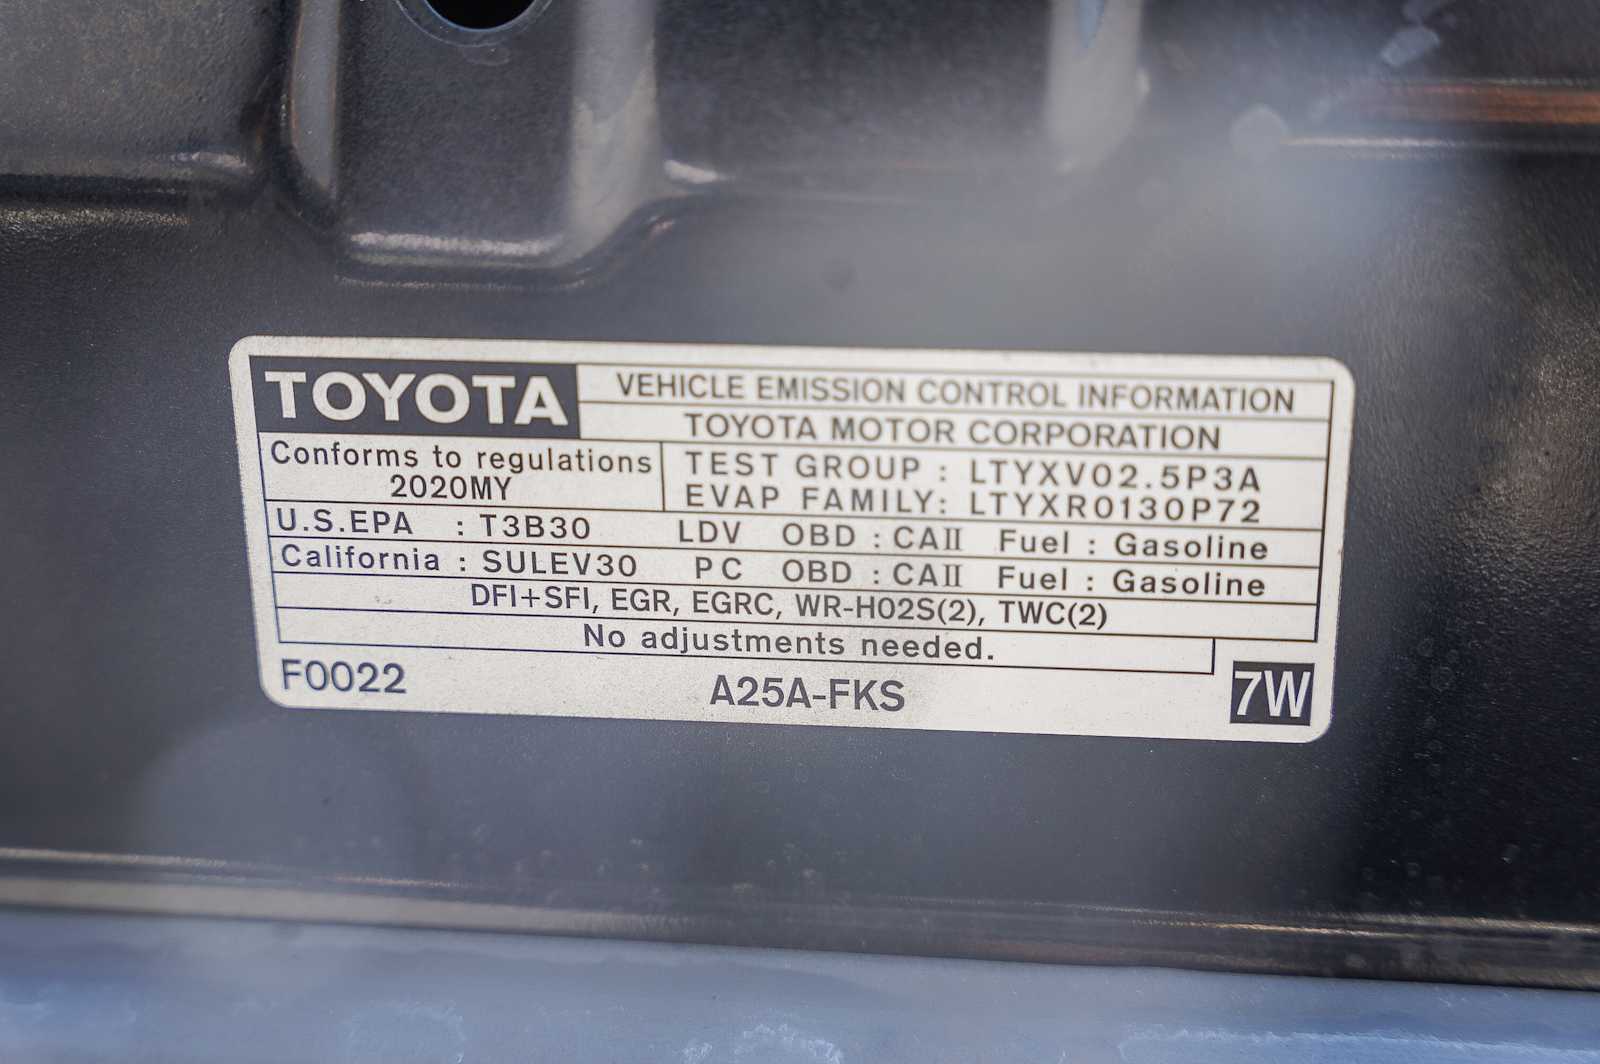 TOYOTA
VEHICLE EMISSION CONTROL INFORMATION
TOYOTA MOTOR CORPORATION
Conforms to regulations
2020MY
TEST GROUP : LTYXV02.5P3A
EVAP FAMILY: LTYXR0130P72
U.S.EPA : T3B30 LDV OBD : CAII Fuel : Gasoline
California : SULEV30 PC OBD : CAII Fuel : Gasoline
DFI+SFI, EGR, EGRC, WR-HO2S(2), TWC(2)
No adjustments needed.
F0022 A25A-FKS 7W